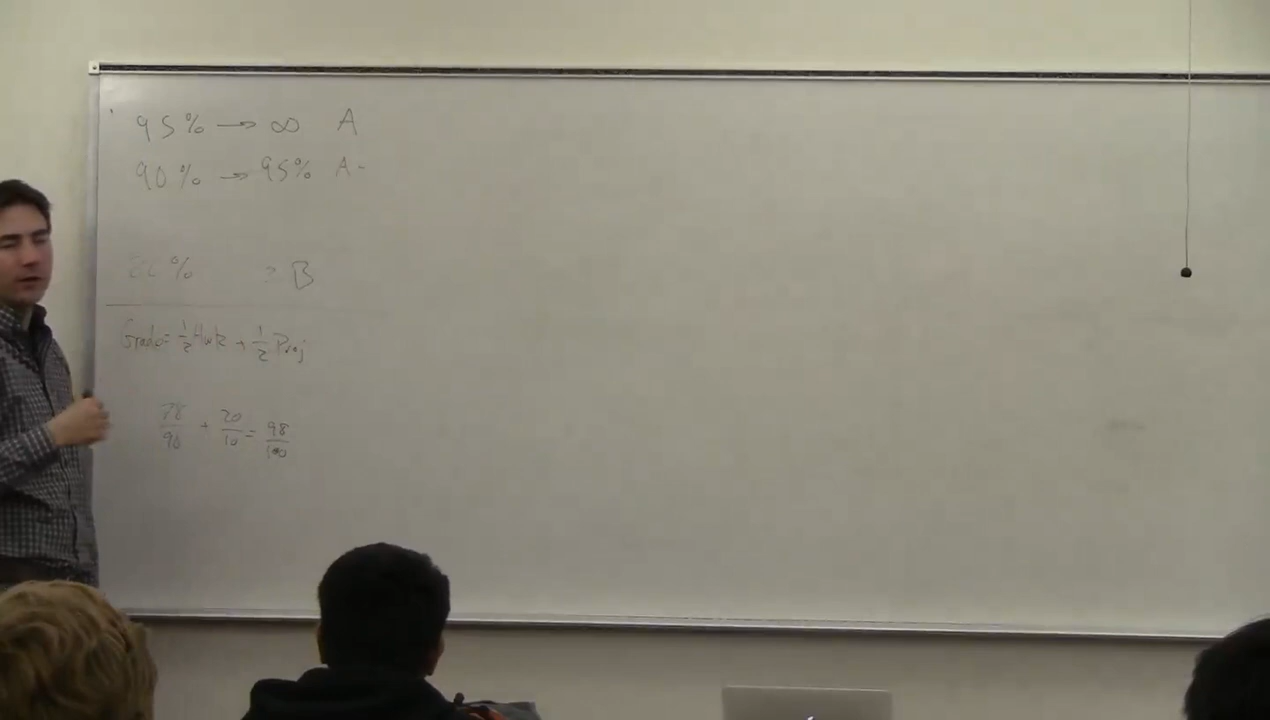 95% → ∞ A
90% → 95% A-
% B
Grade = 1/2 Hwk + 1/2 Proj
78/90 + 20/10 = 98/100